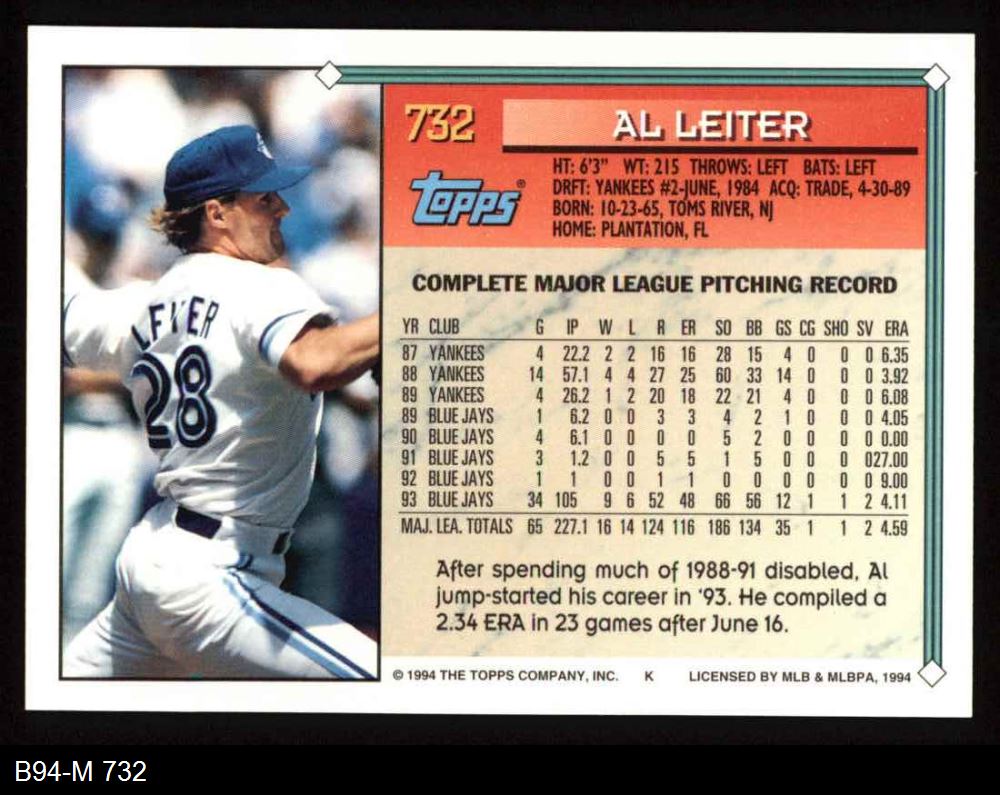 732
AL LEITER
Topps®
HT: 6'3" WT: 215 THROWS: LEFT BATS: LEFT
DRFT: YANKEES #2-JUNE, 1984 ACQ: TRADE, 4-30-89
BORN: 10-23-65, TOMS RIVER, NJ
HOME: PLANTATION, FL
LEITER
28
COMPLETE MAJOR LEAGUE PITCHING RECORD
YR CLUB G IP W L R ER SO BB GS CG SHO SV ERA
87 YANKEES 4 22.2 2 2 16 16 28 15 4 0 0 0 6.35
88 YANKEES 14 57.1 4 4 27 25 60 33 14 0 0 0 3.92
89 YANKEES 4 26.2 1 2 20 18 22 21 4 0 0 0 6.08
89 BLUE JAYS 1 6.2 0 0 3 3 4 2 1 0 0 0 4.05
90 BLUE JAYS 4 6.1 0 0 0 0 5 2 0 0 0 0 0.00
91 BLUE JAYS 3 1.2 0 0 5 5 1 5 0 0 0 0 27.00
92 BLUE JAYS 1 1 0 0 1 1 0 0 0 0 0 0 9.00
93 BLUE JAYS 34 105 9 6 52 48 66 56 12 1 1 2 4.11
MAJ. LEA. TOTALS 65 227.1 16 14 124 116 186 134 35 1 1 2 4.59
After spending much of 1988-91 disabled, Al
jump-started his career in '93. He compiled a
2.34 ERA in 23 games after June 16.
© 1994 THE TOPPS COMPANY, INC. K LICENSED BY MLB & MLBPA, 1994
B94-M 732